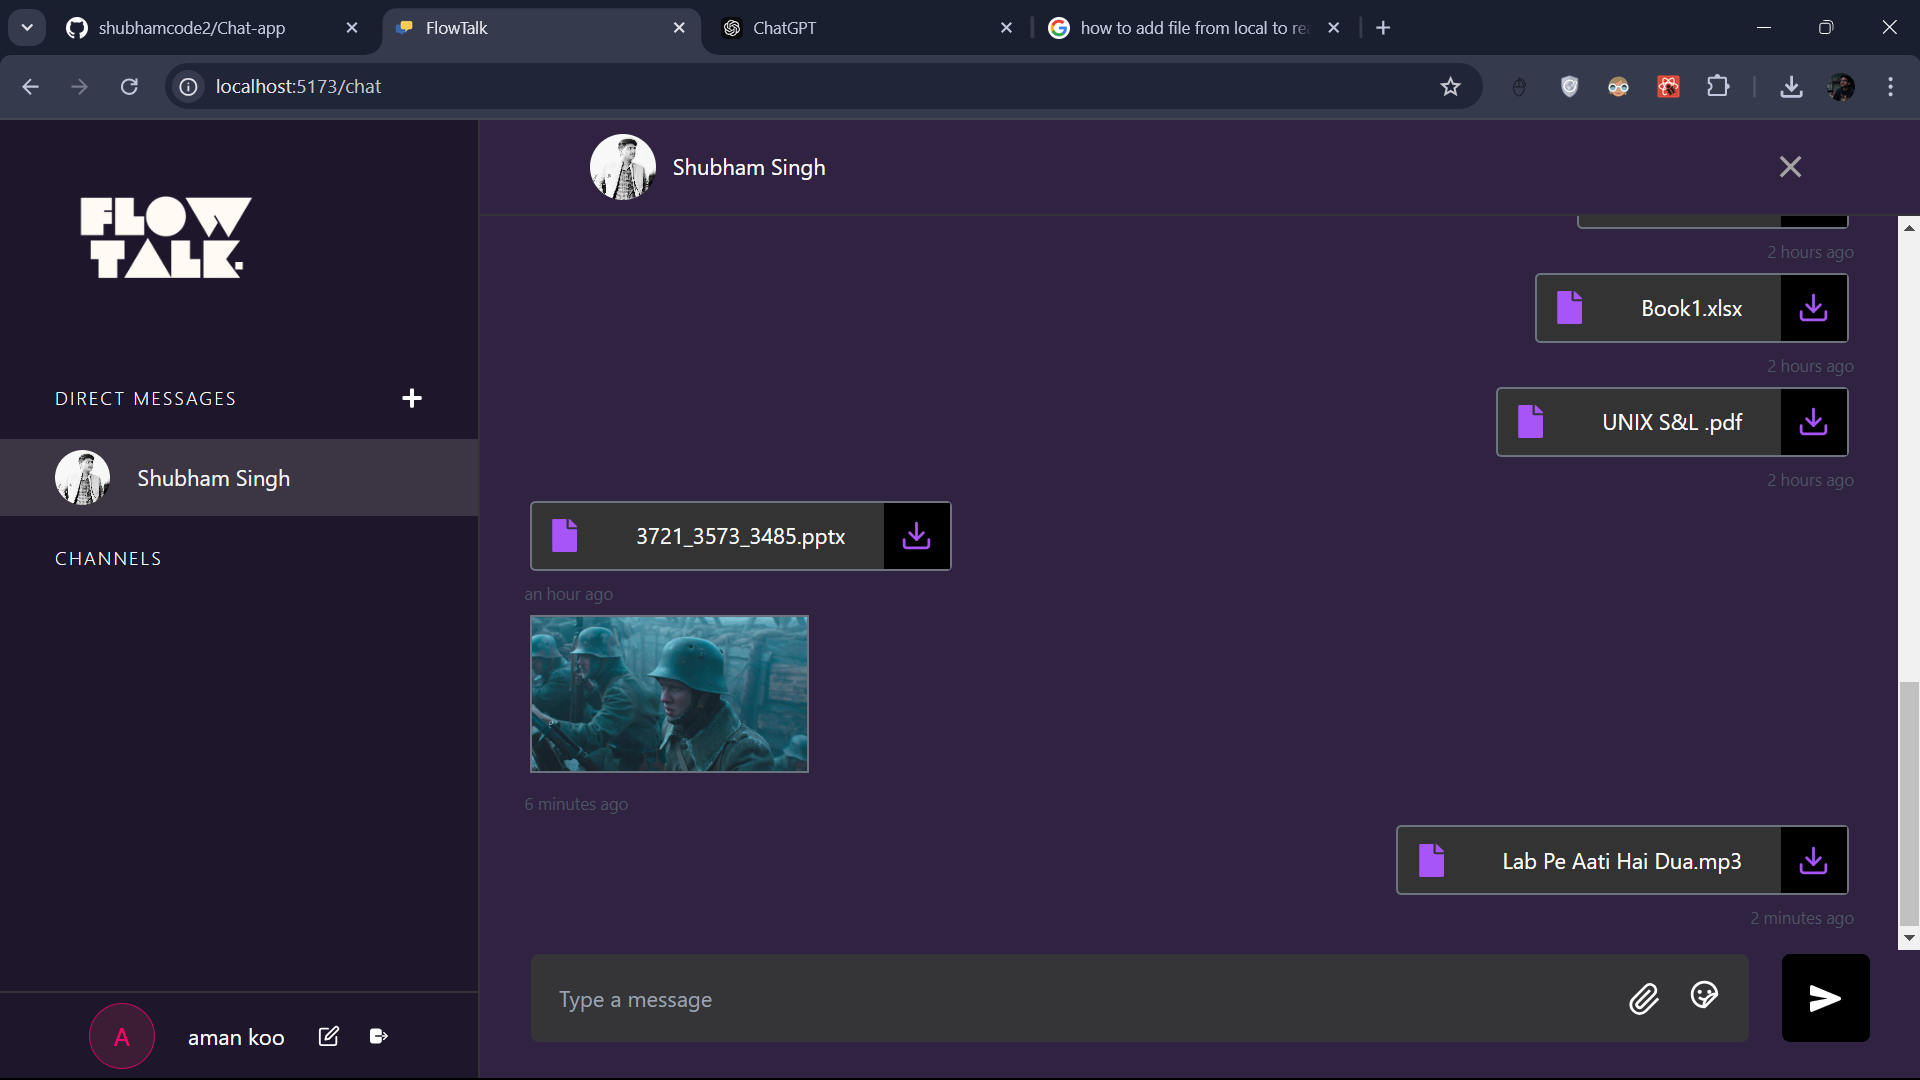 shubhamcode2/Chat-app
FlowTalk
ChatGPT
how to add file from local to re
localhost:5173/chat
FLOW
TALK.
DIRECT MESSAGES
Shubham Singh
CHANNELS
A
aman koo
Shubham Singh
2 hours ago
Book1.xlsx
2 hours ago
UNIX S&L .pdf
2 hours ago
3721_3573_3485.pptx
an hour ago
6 minutes ago
Lab Pe Aati Hai Dua.mp3
2 minutes ago
Type a message